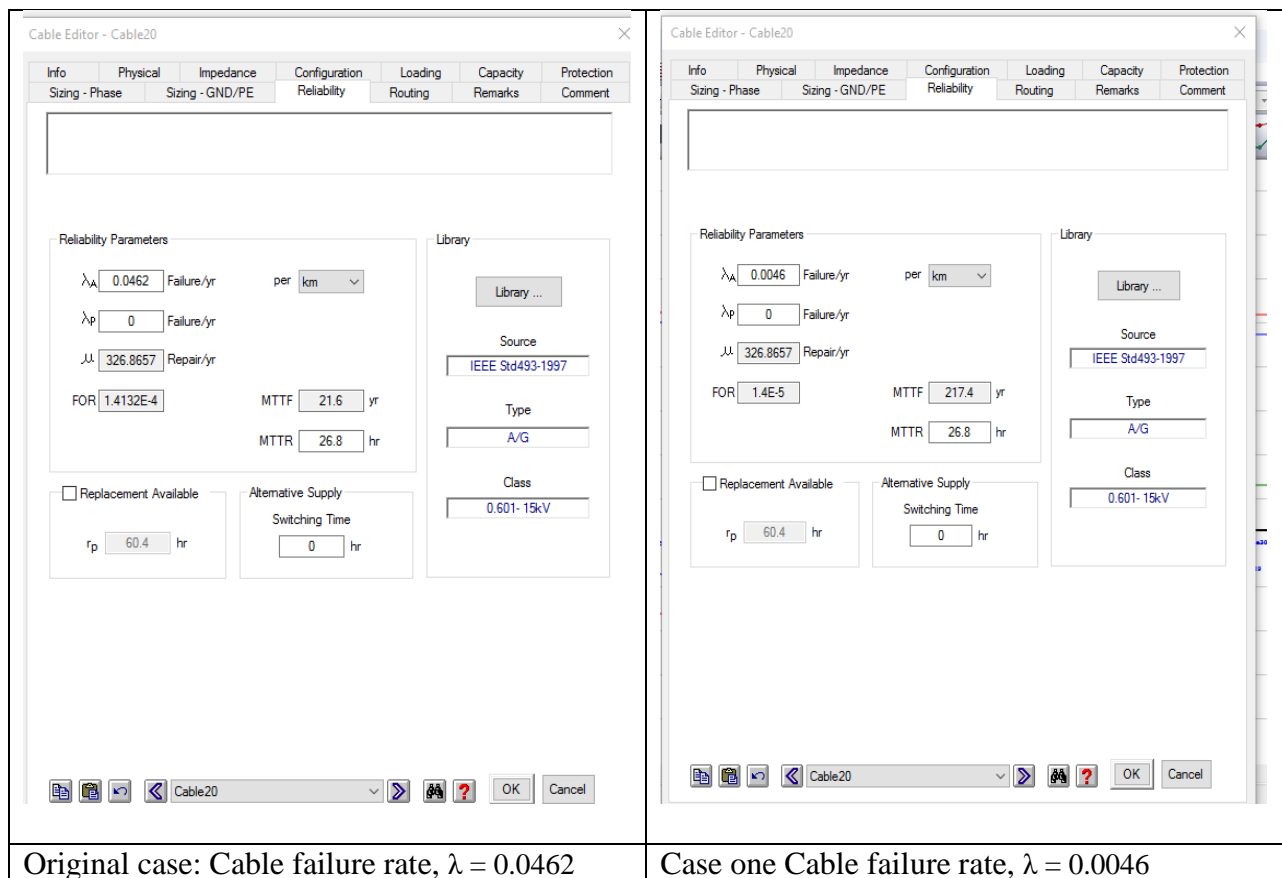 Cable Editor - Cable20
Info Physical Impedance Configuration Loading Capacity Protection
Sizing - Phase Sizing - GND/PE Reliability Routing Remarks Comment
Reliability Parameters
λA 0.0462 Failure/yr per km
λP 0 Failure/yr
μ 326.8657 Repair/yr
FOR 1.4132E-4 MTTF 21.6 yr
MTTR 26.8 hr
Library
Library ...
Source
IEEE Std493-1997
Type
A/G
Class
0.601- 15kV
Replacement Available
rp 60.4 hr
Alternative Supply
Switching Time
0 hr
Cable20 ? OK Cancel
Original case: Cable failure rate, λ = 0.0462
Cable Editor - Cable20
Info Physical Impedance Configuration Loading Capacity Protection
Sizing - Phase Sizing - GND/PE Reliability Routing Remarks Comment
Reliability Parameters
λA 0.0046 Failure/yr per km
λP 0 Failure/yr
μ 326.8657 Repair/yr
FOR 1.4E-5 MTTF 217.4 yr
MTTR 26.8 hr
Library
Library ...
Source
IEEE Std493-1997
Type
A/G
Class
0.601- 15kV
Replacement Available
rp 60.4 hr
Alternative Supply
Switching Time
0 hr
Cable20 ? OK Cancel
Case one Cable failure rate, λ = 0.0046